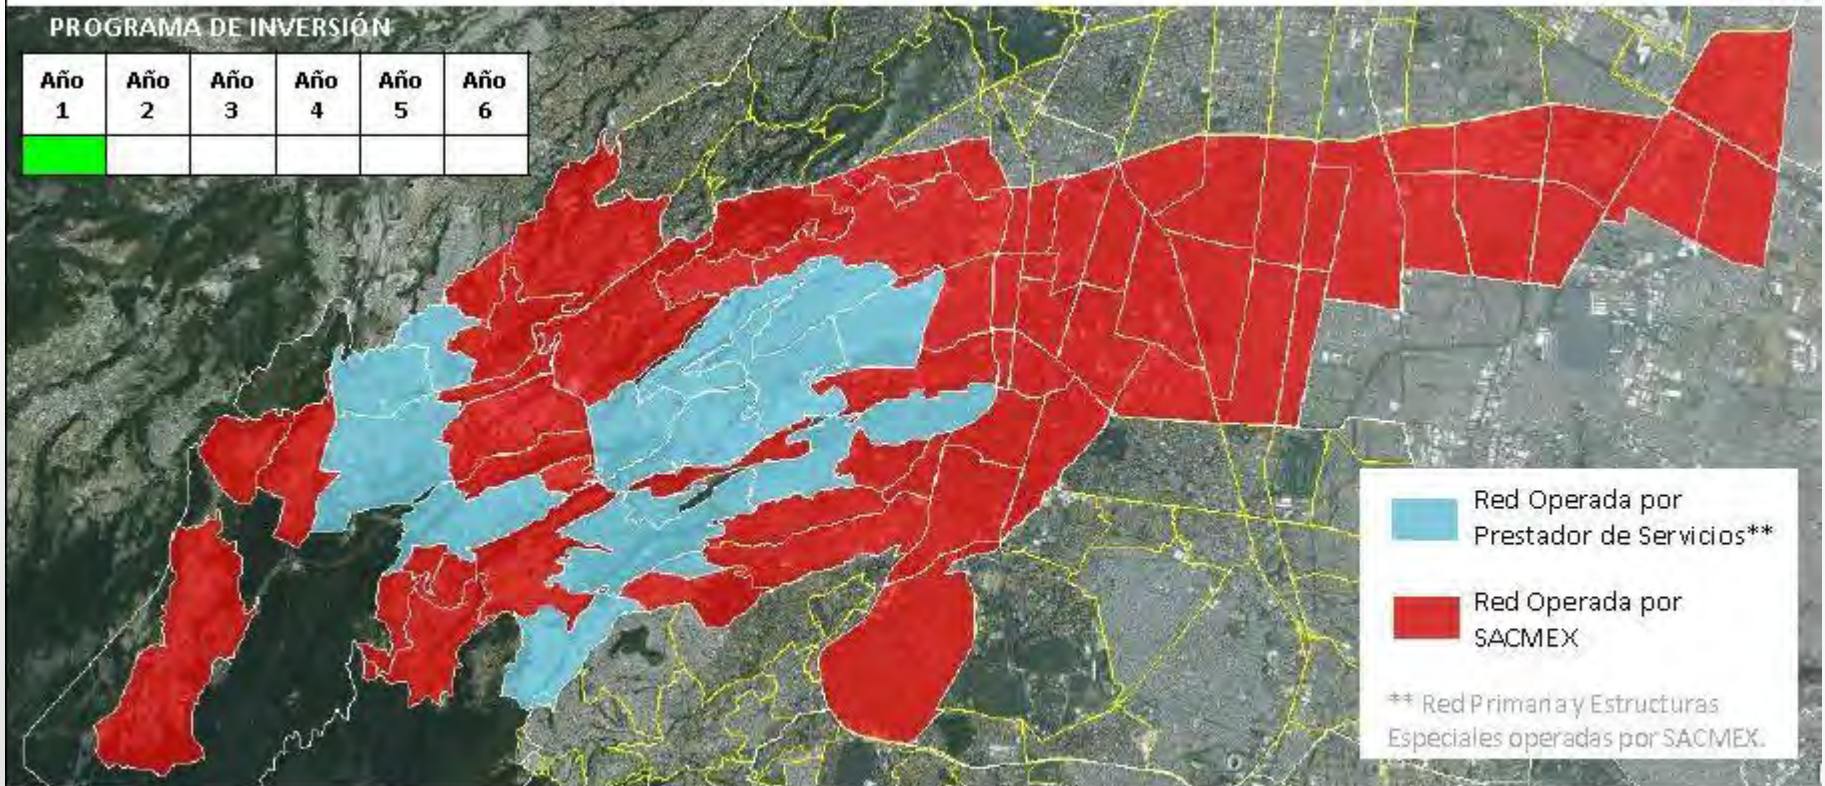 PROGRAMA DE INVERSIÓN
Año 1
Año 2
Año 3
Año 4
Año 5
Año 6
Red Operada por
Prestador de Servicios**
Red Operada por
SACMEX
** Red Primaria y Estructuras
Especiales operadas por SACMEX.